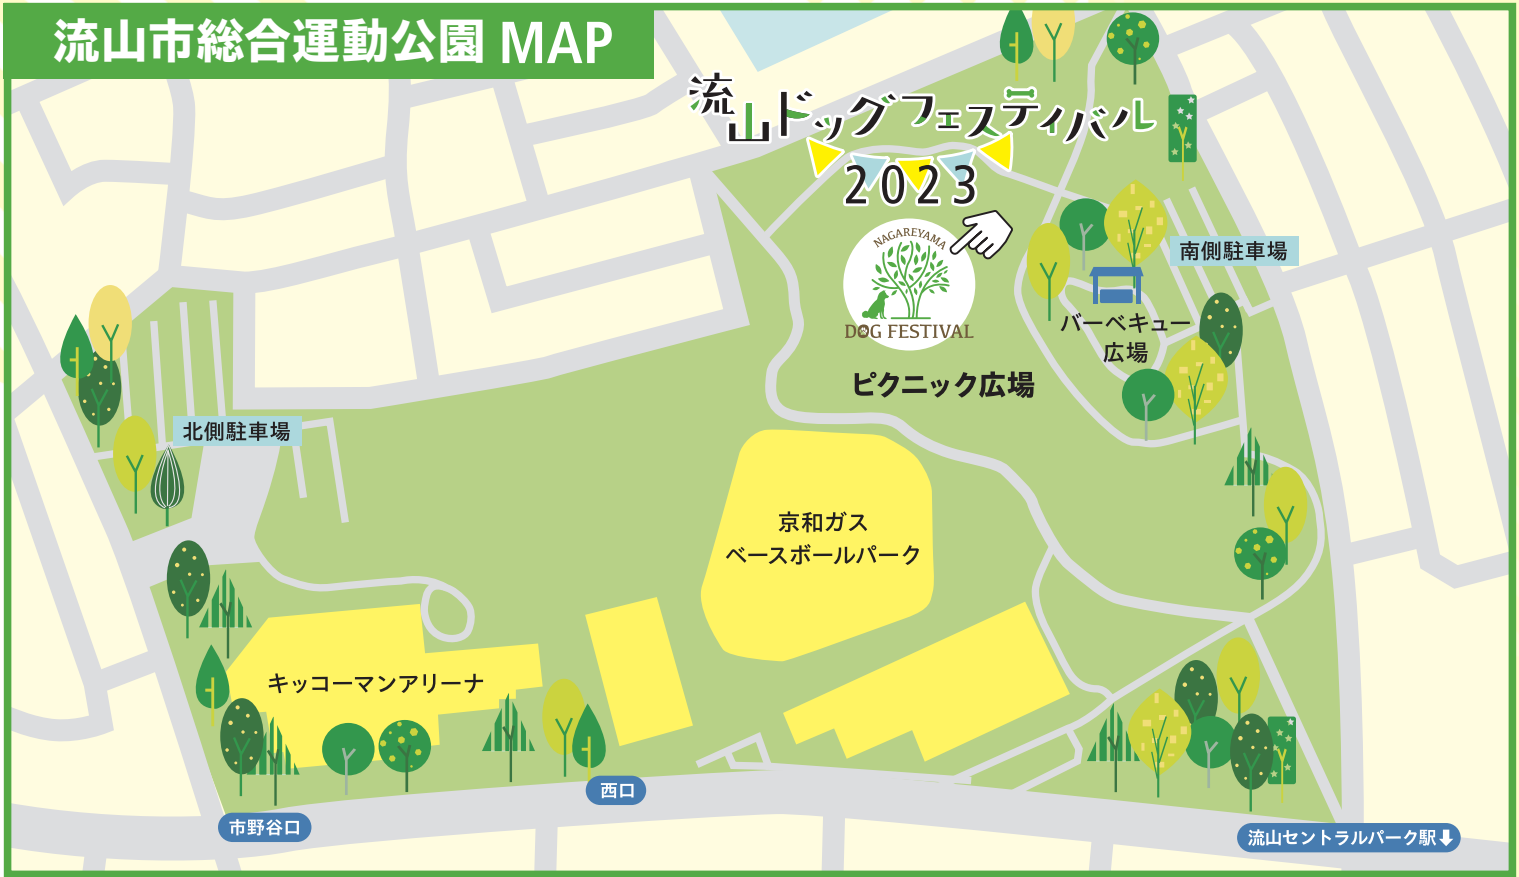 流山市総合運動公園 MAP
流山ドッグフェスティバル
2023
NAGAREYAMA
DOG FESTIVAL
南側駐車場
バーベキュー
広場
ピクニック広場
北側駐車場
京和ガス
ベースボールパーク
キッコーマンアリーナ
西口
市野谷口
流山セントラルパーク駅⬇